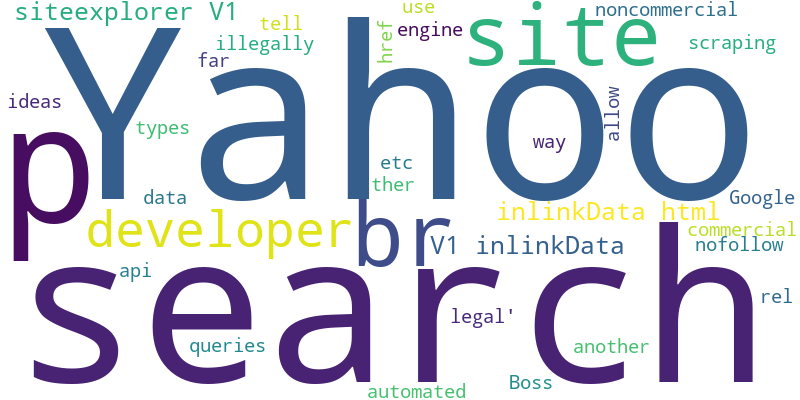 siteexplorer V1
use
noncommercial
tell
href
engine
site
illegally
scraping
far
Yahoo
ideas
allow
p
types
way
etc
ther
data
Google
developer
br
inlinkData html
commercial
V1 inlinkData
nofollow
api
search
rel
legal'
queries
another
Boss
automated